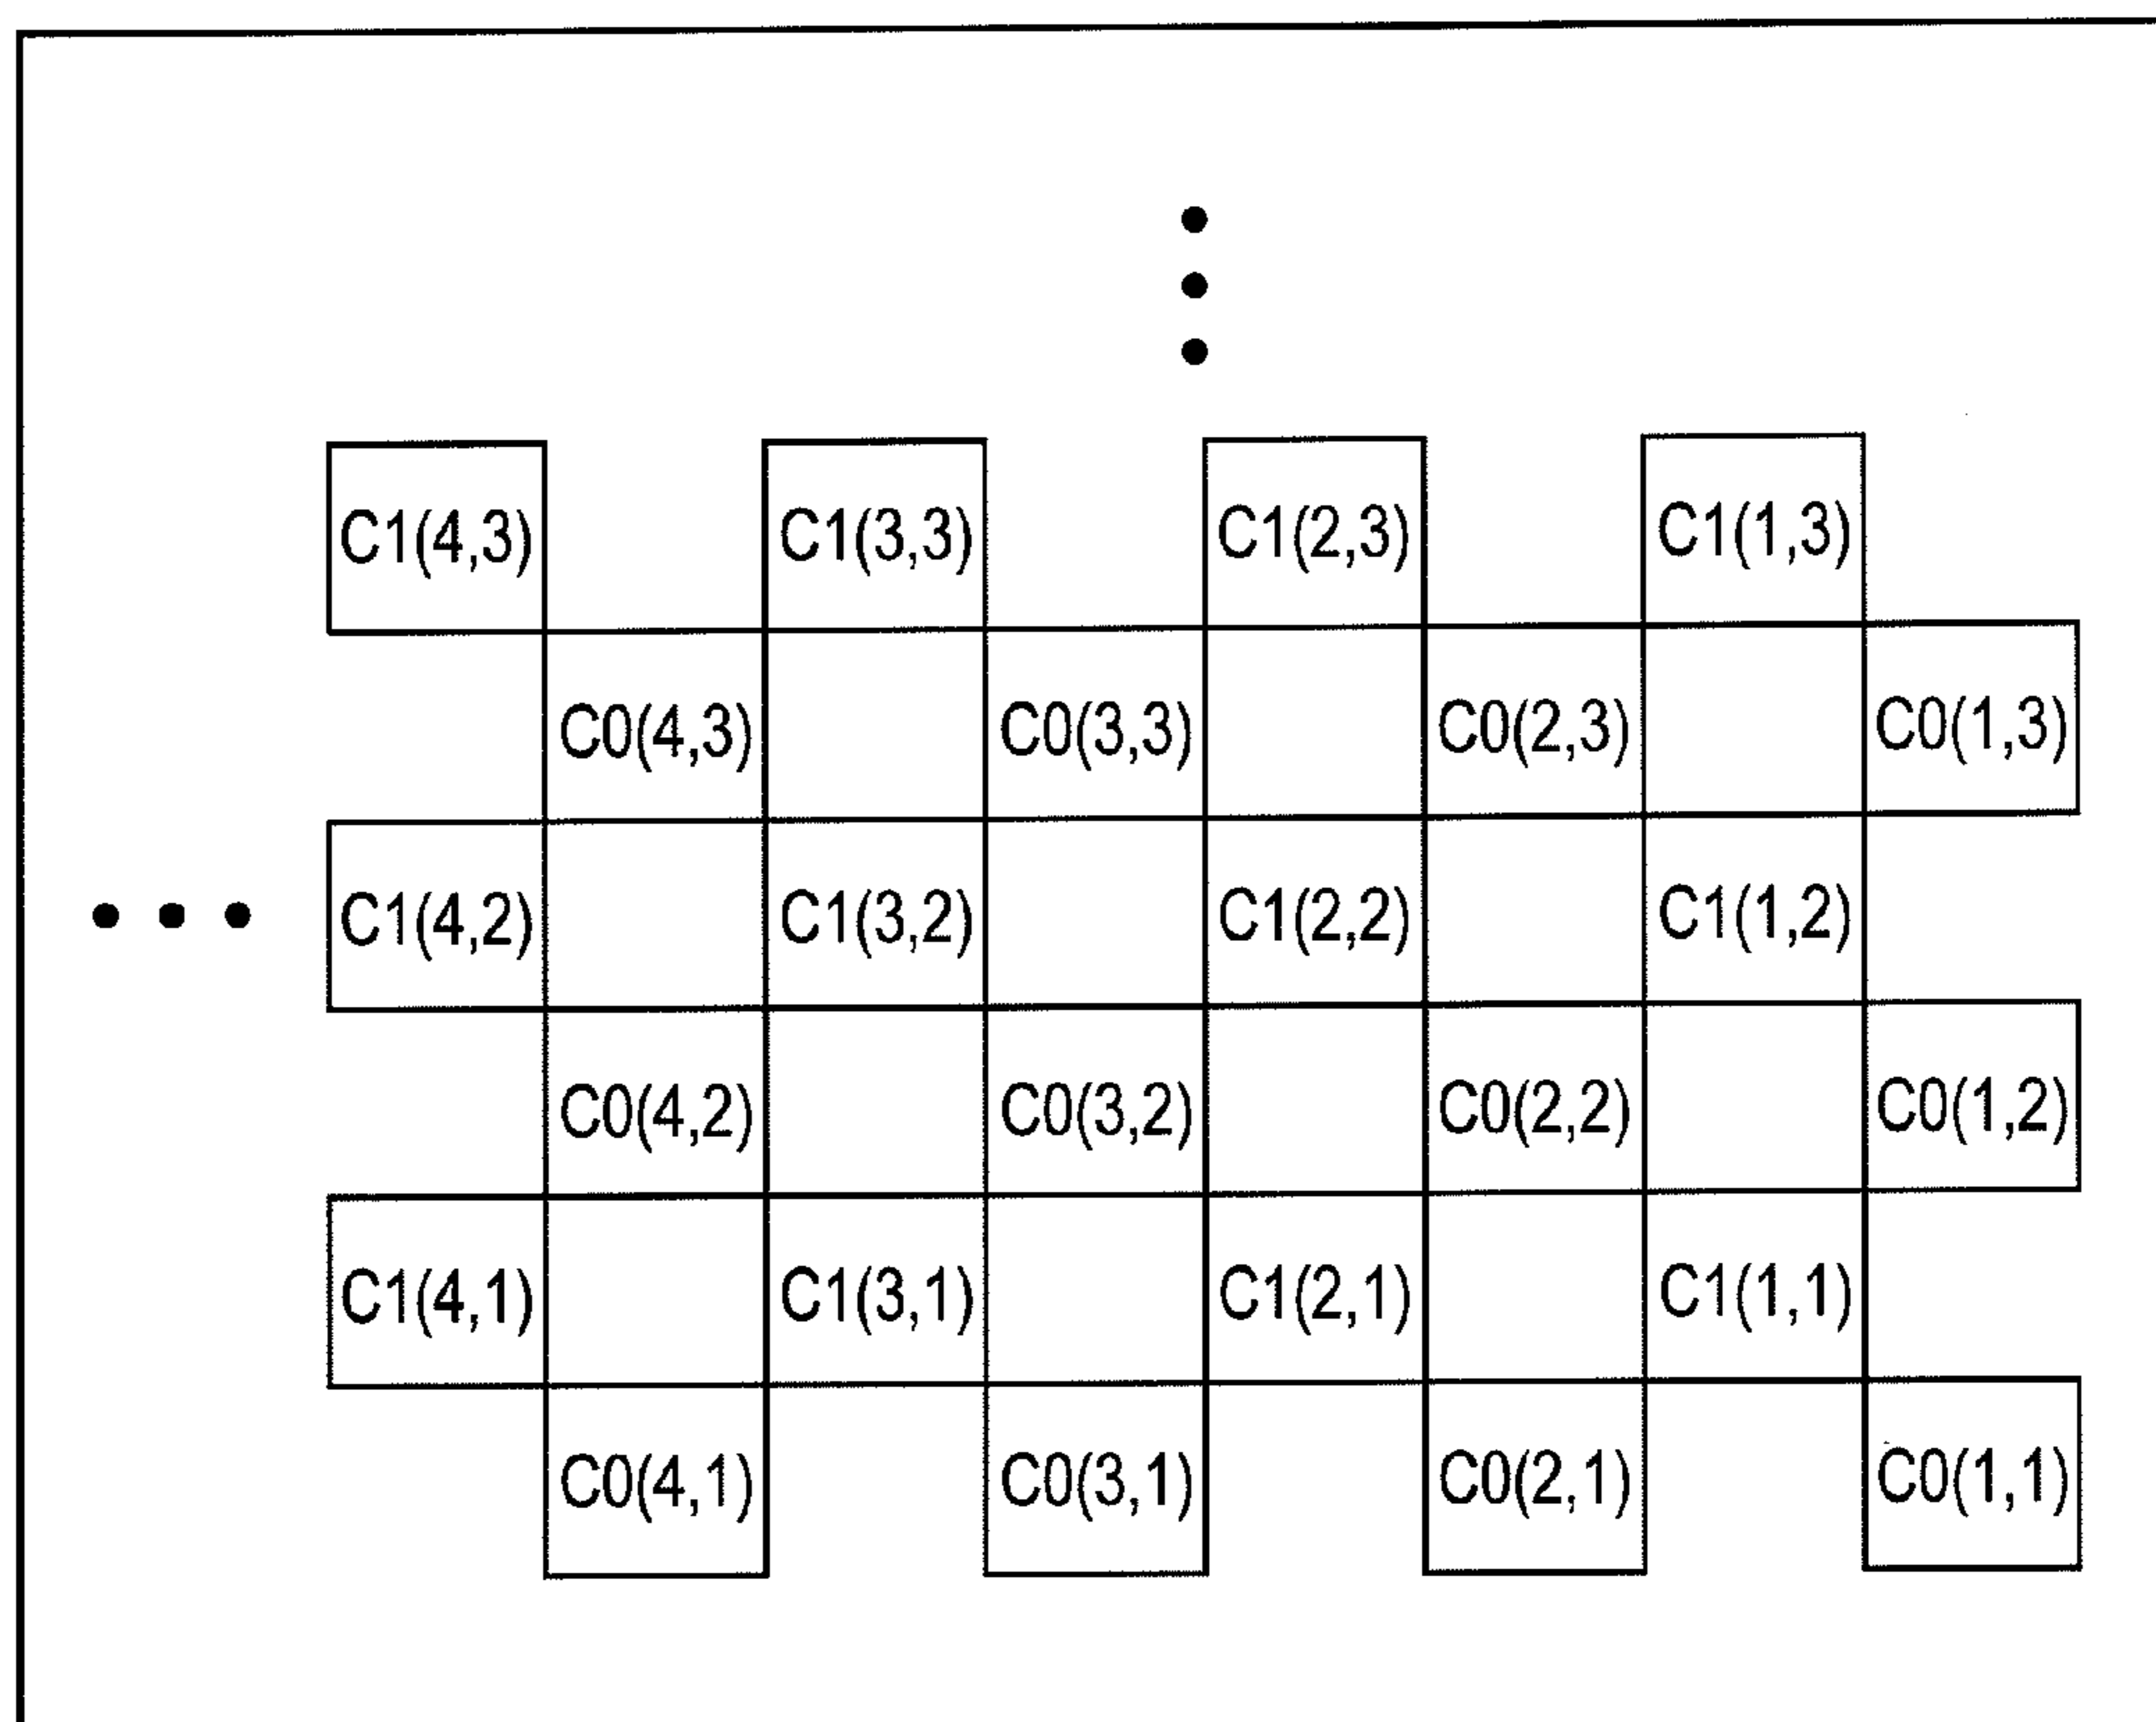 C1(4,3) C1(3,3) C1(2,3) C1(1,3)
C0(4,3) C0(3,3) C0(2,3) C0(1,3)
C1(4,2) C1(3,2) C1(2,2) C1(1,2)
C0(4,2) C0(3,2) C0(2,2) C0(1,2)
C1(4,1) C1(3,1) C1(2,1) C1(1,1)
C0(4,1) C0(3,1) C0(2,1) C0(1,1)